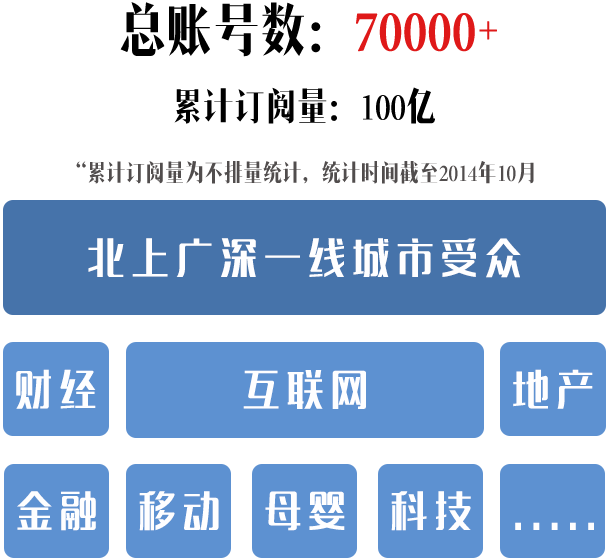 总账号数：70000+
累计订阅量：100亿
“累计订阅量为不排量统计，统计时间截至2014年10月
北上广深一线城市受众
财经 互联网 地产
金融 移动 母婴 科技 .....